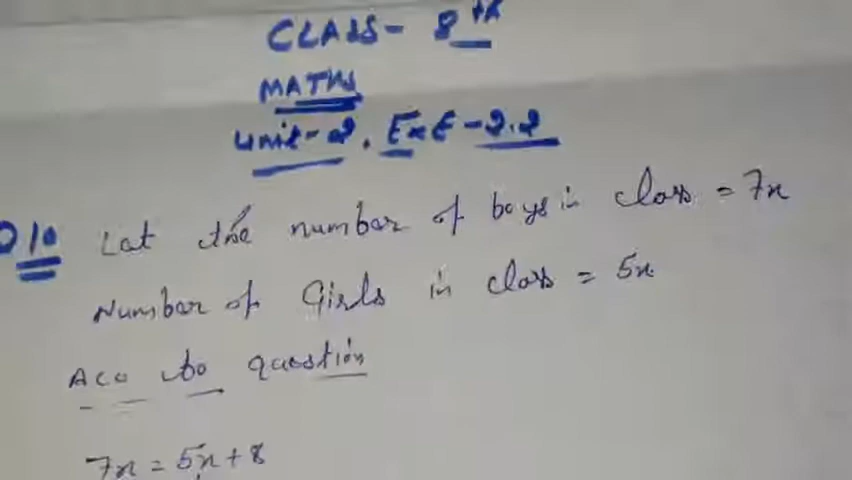 CLASS- 8th
MATHS
Unit-2. ExE-2.2
Q10 Let the number of boys in class = 7x
Number of Girls in class = 5x
Acc to question
7x = 5x + 8